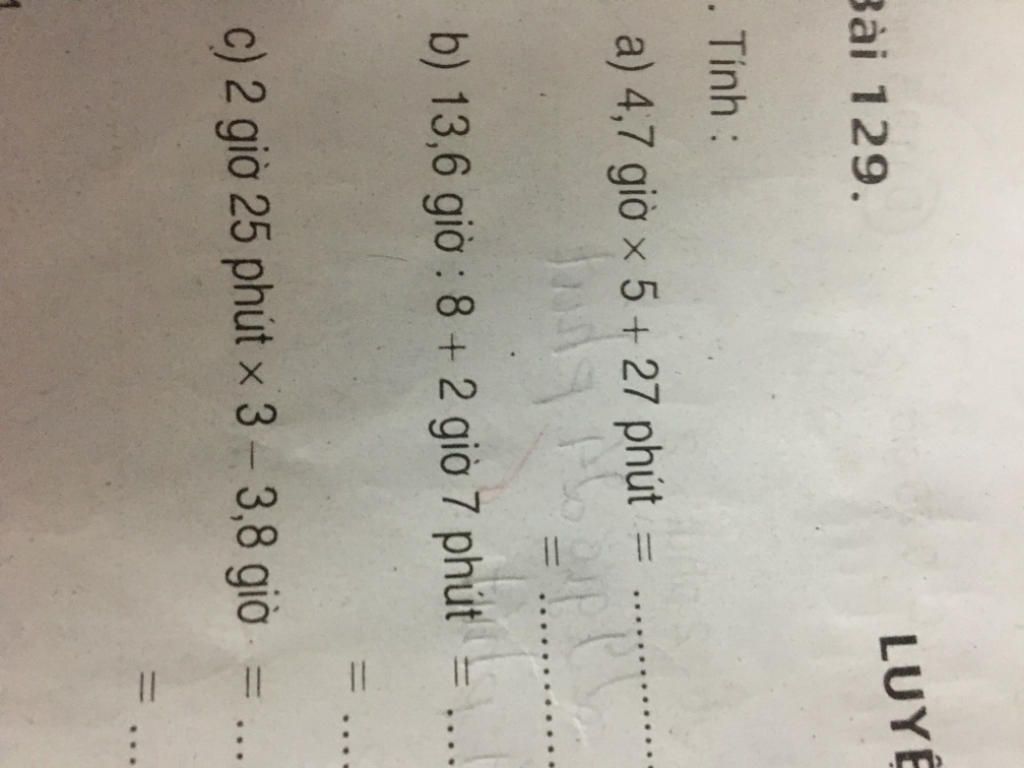 Bài 129. LUYỆ
. Tính :
a) 4,7 giờ × 5 + 27 phút = ............
= ..................
b) 13,6 giờ : 8 + 2 giờ 7 phút = ....
= ....
c) 2 giờ 25 phút × 3 – 3,8 giờ = ...
= ...